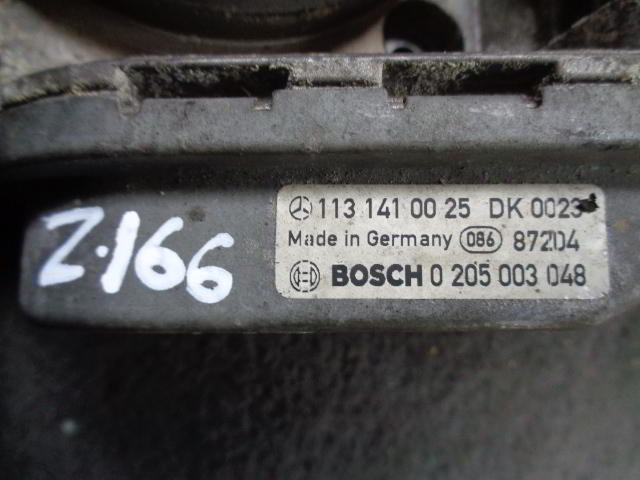 Z.166
113 141 00 25 DK 0023
Made in Germany 086 87204
BOSCH 0 205 003 048